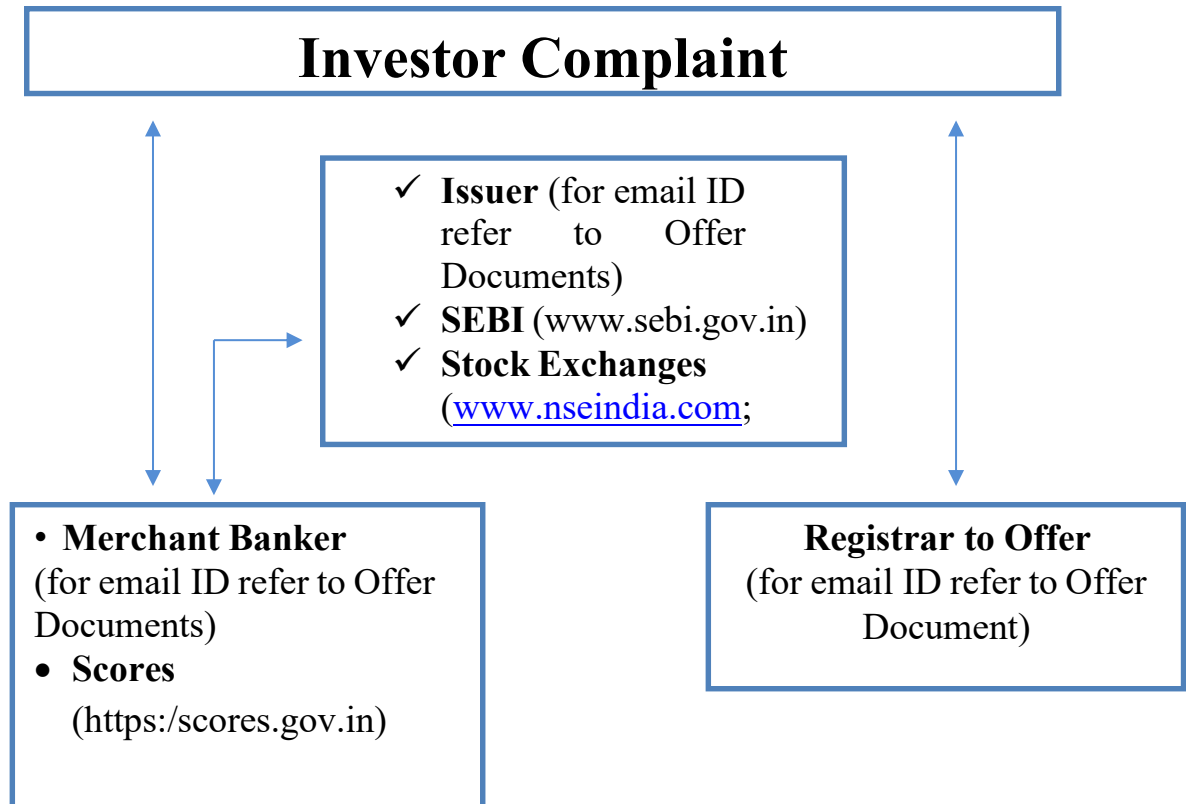 Investor Complaint
✓ Issuer (for email ID
refer to Offer
Documents)
✓ SEBI (www.sebi.gov.in)
✓ Stock Exchanges
(www.nseindia.com;
• Merchant Banker
(for email ID refer to Offer
Documents)
• Scores
(https:/scores.gov.in)
Registrar to Offer
(for email ID refer to Offer
Document)